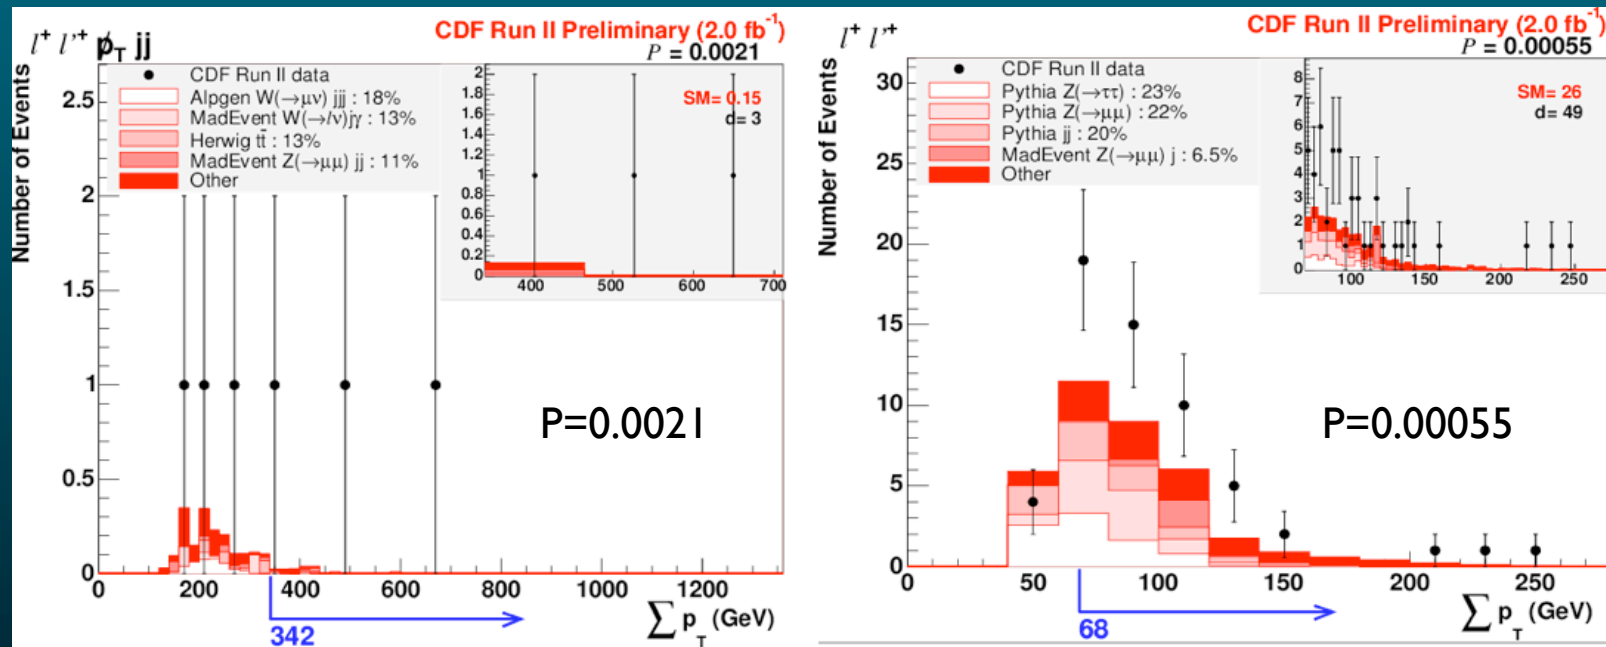 CDF Run II Preliminary (2.0 fb⁻¹)
l⁺ l'⁺ p̸_T jj
P = 0.0021
Number of Events
CDF Run II data
Alpgen W(→μν) jjj : 18%
MadEvent W(→lν)jγ : 13%
Herwig tt̄ : 13%
MadEvent Z(→μμ) jj : 11%
Other
SM= 0.15
d= 3
2
1.8
1.6
1.4
1.2
1
0.8
0.6
0.4
0.2
0
400 500 600 700
2.5
2
1.5
1
0.5
0
P=0.0021
0 200 400 600 800 1000 1200
342
∑ p_T (GeV)
CDF Run II Preliminary (2.0 fb⁻¹)
l⁺ l'⁺
P = 0.00055
Number of Events
CDF Run II data
Pythia Z(→ττ) : 23%
Pythia Z(→μμ) : 22%
Pythia jj : 20%
MadEvent Z(→μμ) j : 6.5%
Other
SM= 26
d= 49
8
7
6
5
4
3
2
1
0
100 150 200 250
30
25
20
15
10
5
0
P=0.00055
0 50 100 150 200 250
68
∑ p_T (GeV)